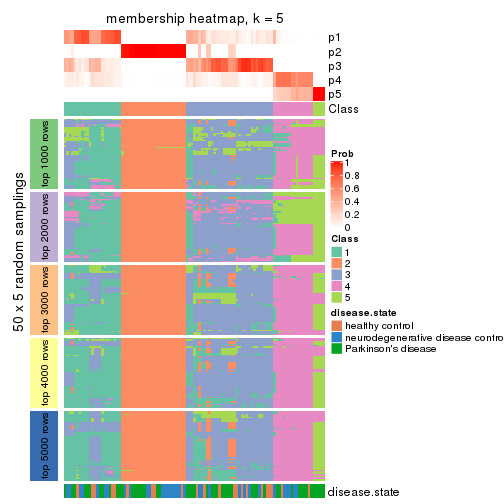 membership heatmap, k = 5
p1
p2
p3
p4
p5
Class
50 x 5 random samplings
top 1000 rows
top 2000 rows
top 3000 rows
top 4000 rows
top 5000 rows
Prob
1
0.8
0.6
0.4
0.2
0
Class
1
2
3
4
5
disease.state
healthy control
neurodegenerative disease contro
Parkinson's disease
disease.state